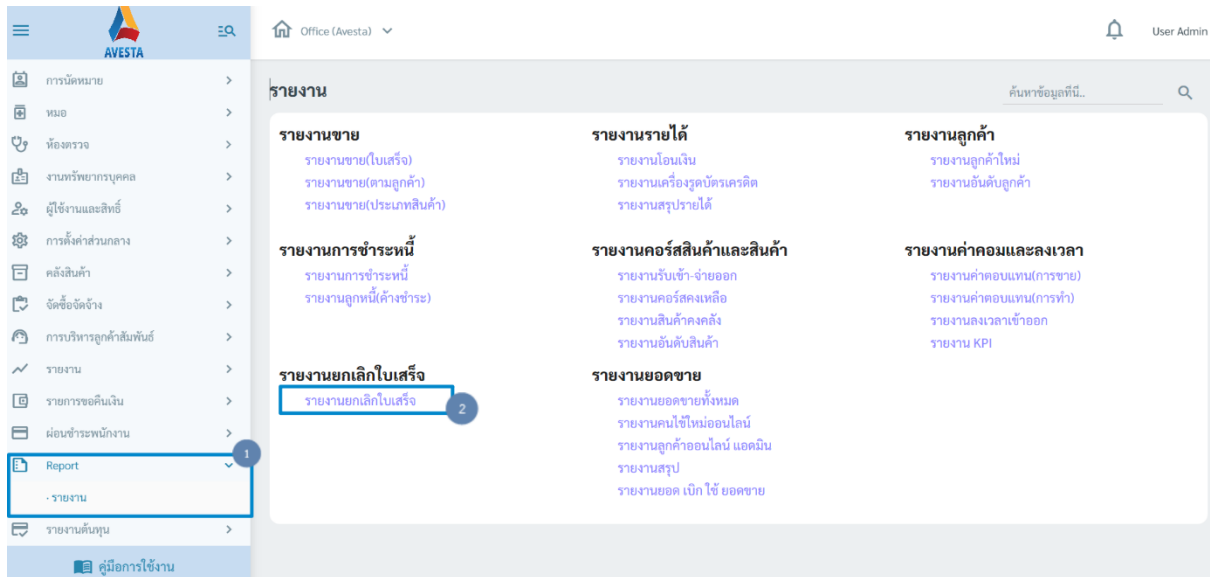 AVESTA
Office (Avesta)
User Admin
การนัดหมาย
หมอ
ห้องตรวจ
งานทรัพยากรบุคคล
ผู้ใช้งานและสิทธิ์
การตั้งค่าส่วนกลาง
คลังสินค้า
จัดซื้อจัดจ้าง
การบริหารลูกค้าสัมพันธ์
รายงาน
รายการขอคืนเงิน
ผ่อนชำระพนักงาน
Report
1
· รายงาน
รายงานต้นทุน
คู่มือการใช้งาน
รายงาน
ค้นหาข้อมูลที่นี่..
รายงานขาย
รายงานขาย(ใบเสร็จ)
รายงานขาย(ตามลูกค้า)
รายงานขาย(ประเภทสินค้า)
รายงานรายได้
รายงานโอนเงิน
รายงานเครื่องรูดบัตรเครดิต
รายงานสรุปรายได้
รายงานลูกค้า
รายงานลูกค้าใหม่
รายงานอันดับลูกค้า
รายงานการชำระหนี้
รายงานการชำระหนี้
รายงานลูกหนี้(ค้างชำระ)
รายงานคอร์สสินค้าและสินค้า
รายงานรับเข้า-จ่ายออก
รายงานคอร์สคงเหลือ
รายงานสินค้าคงคลัง
รายงานอันดับสินค้า
รายงานค่าคอมและลงเวลา
รายงานค่าตอบแทน(การขาย)
รายงานค่าตอบแทน(การทำ)
รายงานลงเวลาเข้าออก
รายงาน KPI
รายงานยกเลิกใบเสร็จ
รายงานยกเลิกใบเสร็จ
2
รายงานยอดขาย
รายงานยอดขายทั้งหมด
รายงานคนไข้ใหม่ออนไลน์
รายงานลูกค้าออนไลน์ แอดมิน
รายงานสรุป
รายงานยอด เบิก ใช้ ยอดขาย